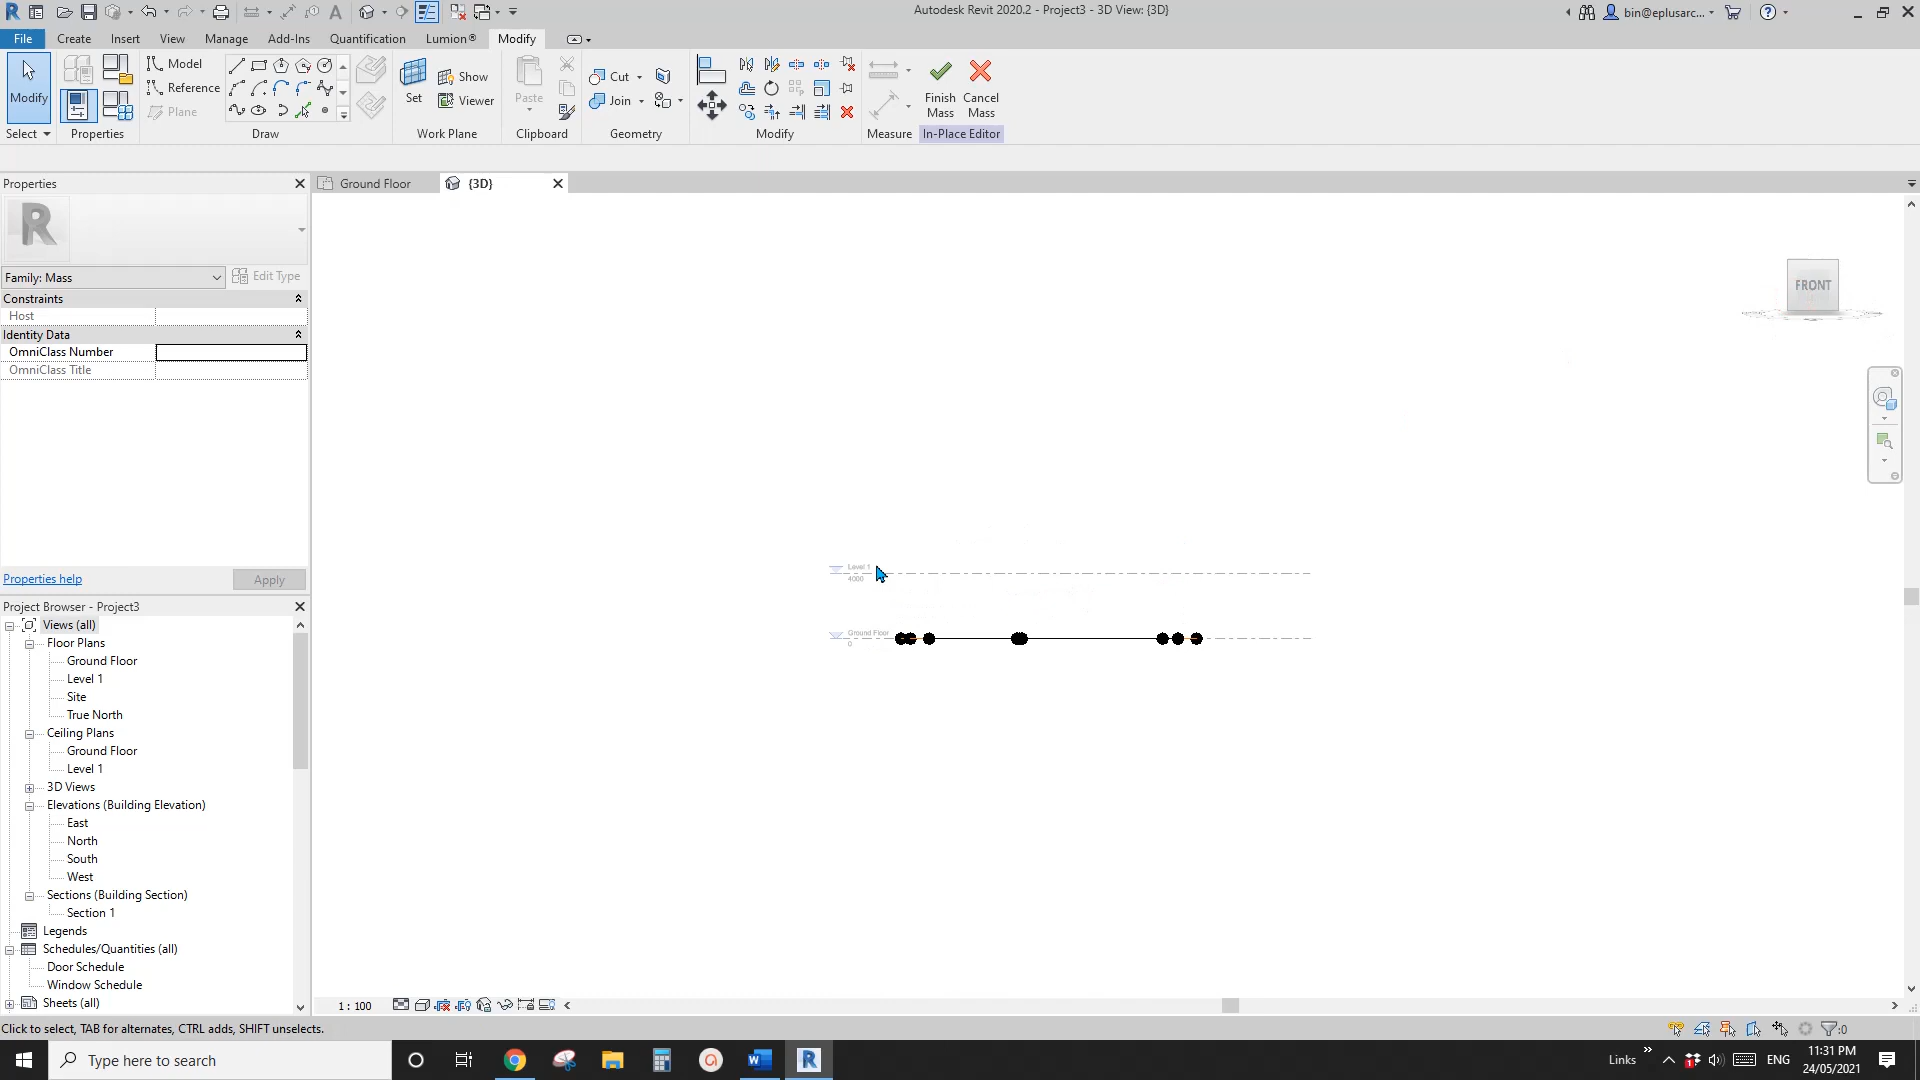 Autodesk Revit 2020.2 - Project3 - 3D View: {3D}
bin@eplusarc...
File Create Insert View Manage Add-Ins Quantification Lumion® Modify
Modify
Select
Properties
Model
Reference
Plane
Draw
Set
Show
Viewer
Work Plane
Paste
Clipboard
Cut
Join
Geometry
Modify
Measure
Finish Mass
Cancel Mass
In-Place Editor
Properties
R
Family: Mass
Edit Type
Constraints
Host
Identity Data
OmniClass Number
OmniClass Title
Properties help
Apply
Ground Floor
{3D}
FRONT
Level 1
4000
Ground Floor
0
Project Browser - Project3
Views (all)
Floor Plans
Ground Floor
Level 1
Site
True North
Ceiling Plans
Ground Floor
Level 1
3D Views
Elevations (Building Elevation)
East
North
South
West
Sections (Building Section)
Section 1
Legends
Schedules/Quantities (all)
Door Schedule
Window Schedule
Sheets (all)
1 : 100
Click to select, TAB for alternates, CTRL adds, SHIFT unselects.
:0
Type here to search
Links
ENG
11:31 PM
24/05/2021